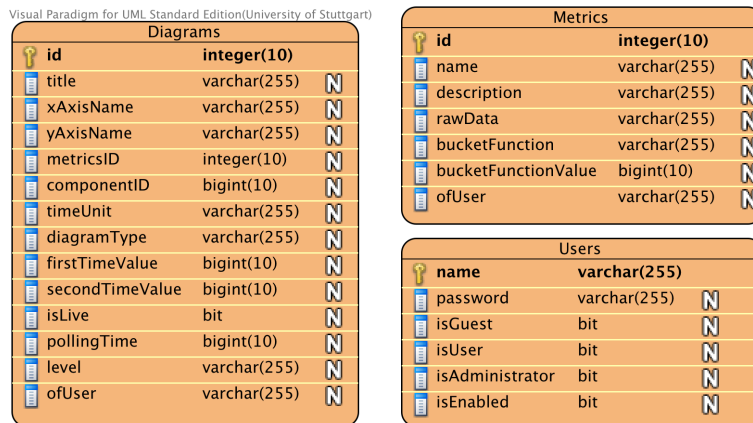 Visual Paradigm for UML Standard Edition(University of Stuttgart)
Diagrams
id integer(10)
title varchar(255) N
xAxisName varchar(255) N
yAxisName varchar(255) N
metricsID integer(10) N
componentID bigint(10) N
timeUnit varchar(255) N
diagramType varchar(255) N
firstTimeValue bigint(10) N
secondTimeValue bigint(10) N
isLive bit N
pollingTime bigint(10) N
level varchar(255) N
ofUser varchar(255) N
Metrics
id integer(10)
name varchar(255) N
description varchar(255) N
rawData varchar(255) N
bucketFunction varchar(255) N
bucketFunctionValue bigint(10) N
ofUser varchar(255) N
Users
name varchar(255)
password varchar(255) N
isGuest bit N
isUser bit N
isAdministrator bit N
isEnabled bit N